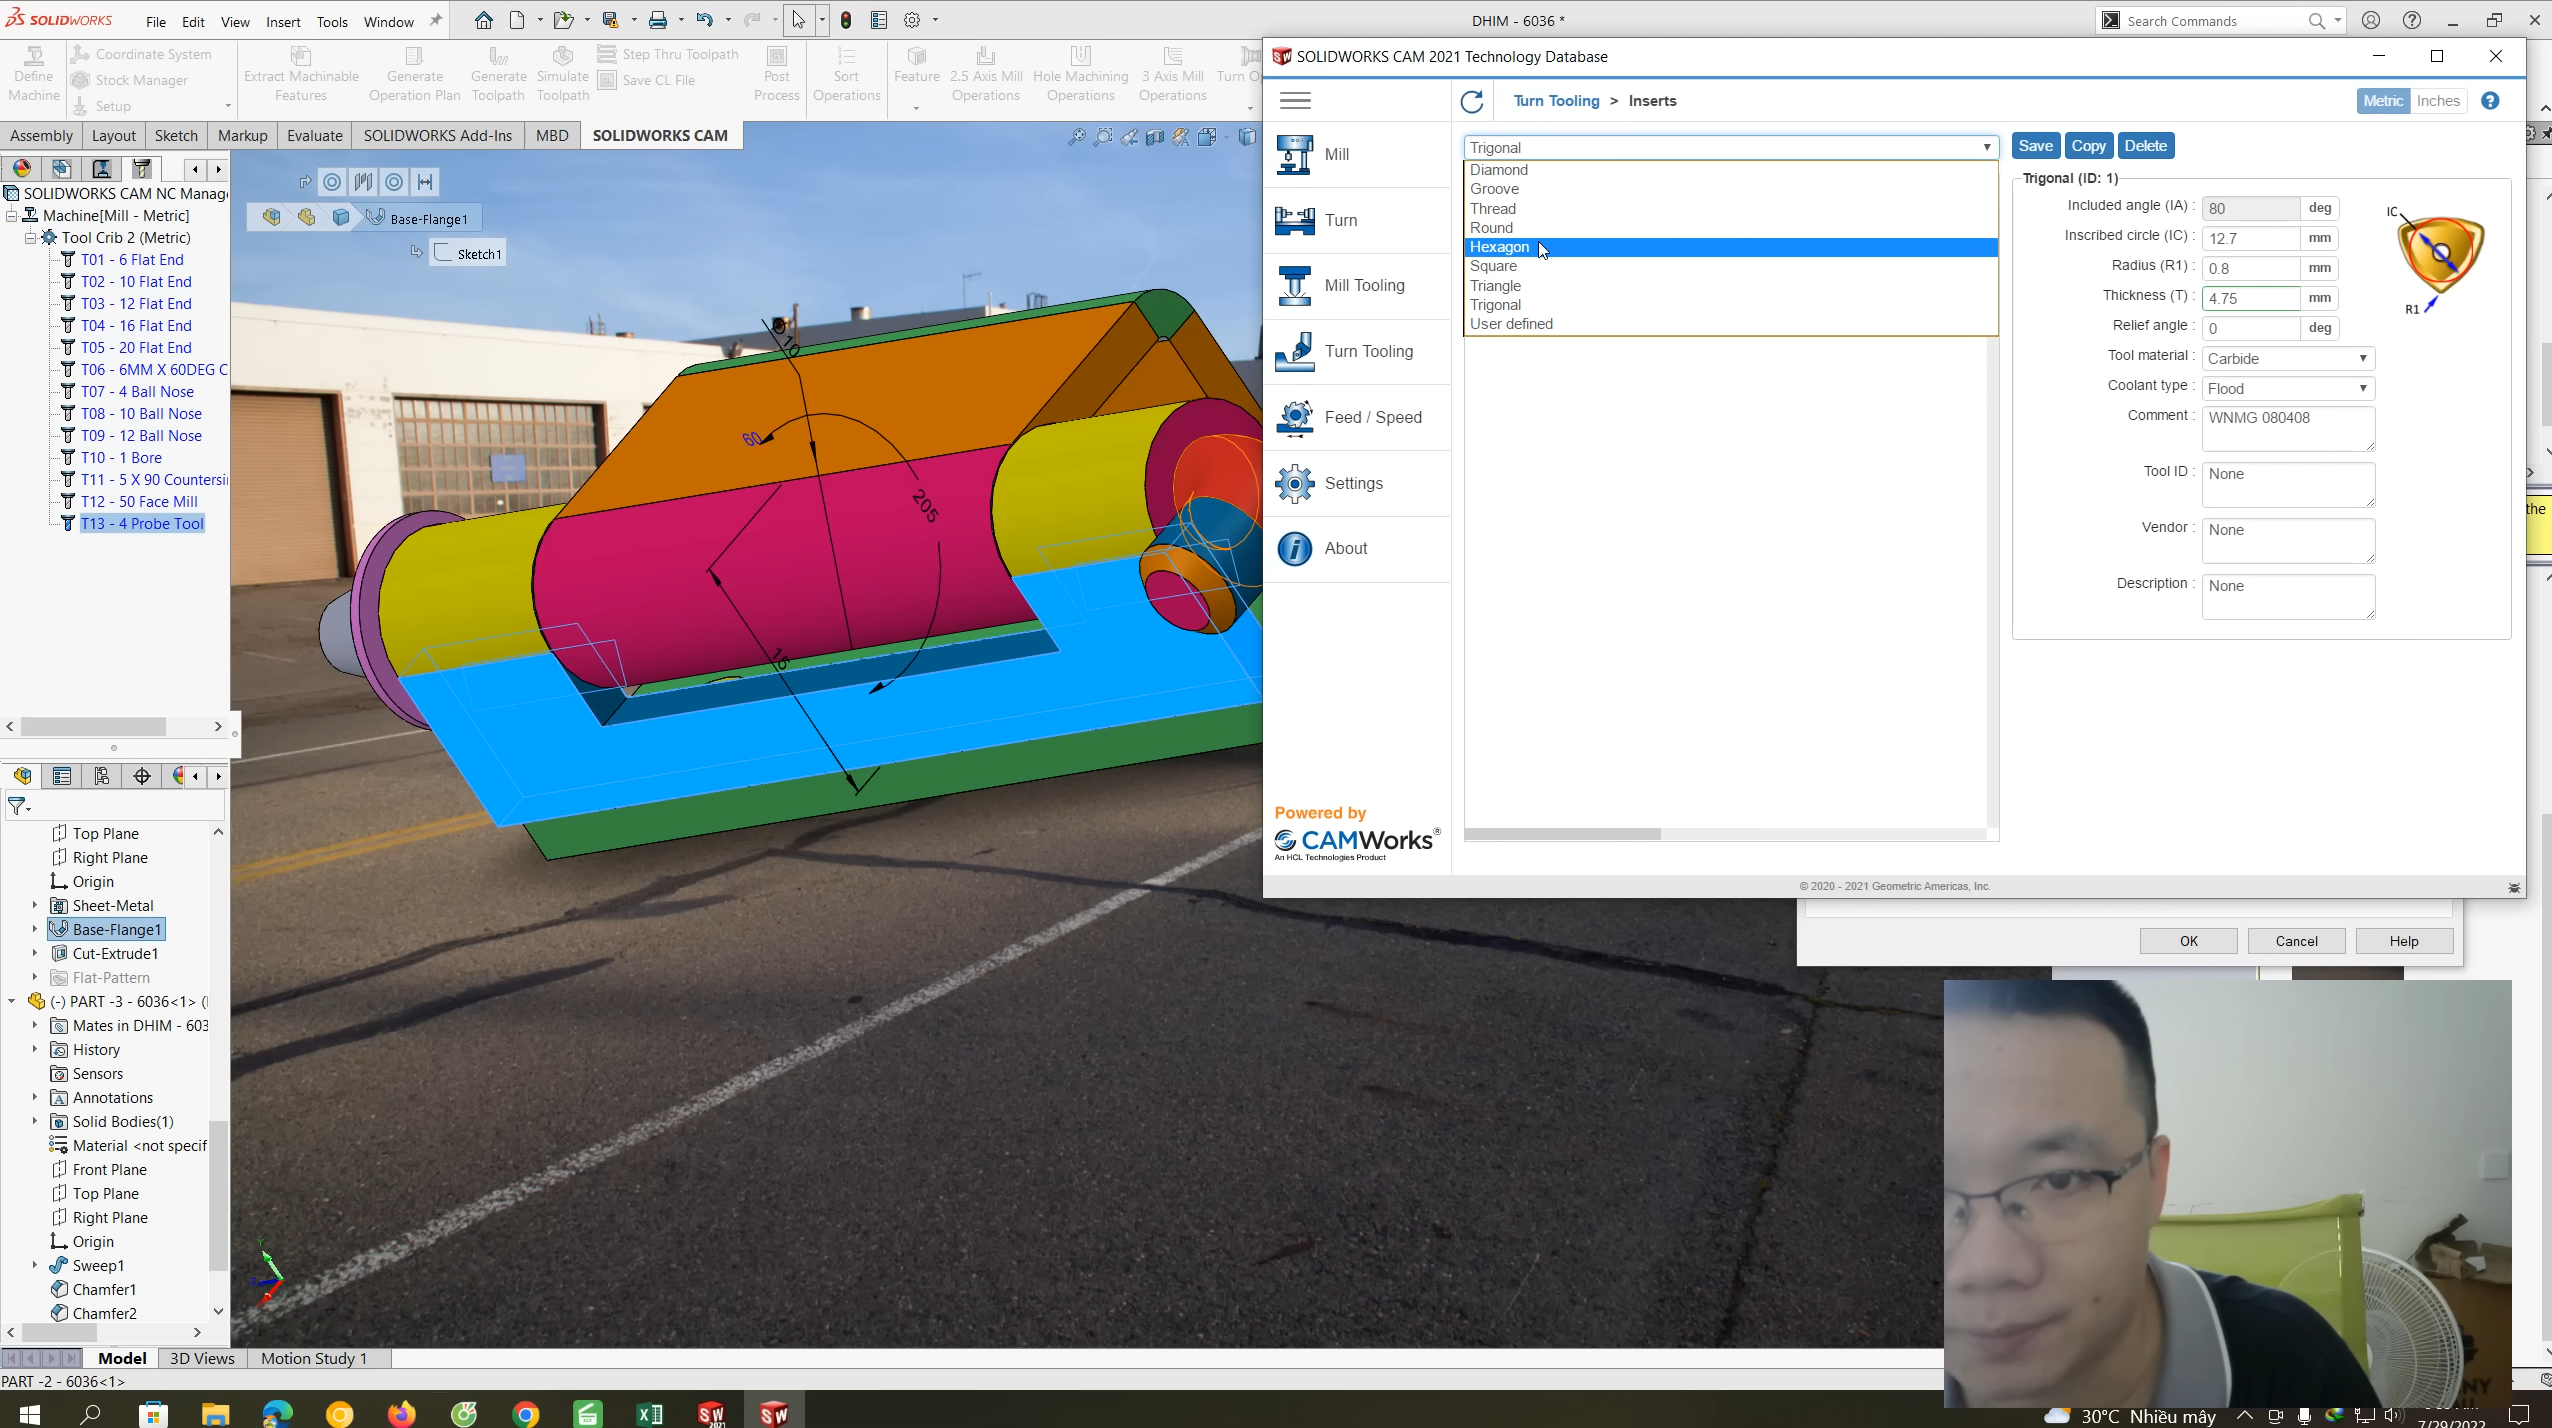 SOLIDWORKS
File Edit View Insert Tools Window
DHIM - 6036 *
Search Commands
Define Machine
Coordinate System
Stock Manager
Setup
Extract Machinable Features
Generate Operation Plan
Generate Toolpath
Simulate Toolpath
Step Thru Toolpath
Save CL File
Post Process
Sort Operations
Feature
2.5 Axis Mill Operations
Hole Machining Operations
3 Axis Mill Operations
Assembly Layout Sketch Markup Evaluate SOLIDWORKS Add-Ins MBD SOLIDWORKS CAM
SOLIDWORKS CAM NC Manag
Machine[Mill - Metric]
Tool Crib 2 (Metric)
T01 - 6 Flat End
T02 - 10 Flat End
T03 - 12 Flat End
T04 - 16 Flat End
T05 - 20 Flat End
T06 - 6MM X 60DEG C
T07 - 4 Ball Nose
T08 - 10 Ball Nose
T09 - 12 Ball Nose
T10 - 1 Bore
T11 - 5 X 90 Countersi
T12 - 50 Face Mill
T13 - 4 Probe Tool
Base-Flange1
Sketch1
60
205
15
Top Plane
Right Plane
Origin
Sheet-Metal
Base-Flange1
Cut-Extrude1
Flat-Pattern
(-) PART -3 - 6036<1> (
Mates in DHIM - 603
History
Sensors
Annotations
Solid Bodies(1)
Material <not specif
Front Plane
Top Plane
Right Plane
Origin
Sweep1
Chamfer1
Chamfer2
Model 3D Views Motion Study 1
PART -2 - 6036<1>
SOLIDWORKS CAM 2021 Technology Database
Turn Tooling > Inserts
Metric Inches
Mill
Turn
Mill Tooling
Turn Tooling
Feed / Speed
Settings
About
Powered by
CAMWorks®
An HCL Technologies Product
Trigonal
Diamond
Groove
Thread
Round
Hexagon
Square
Triangle
Trigonal
User defined
Save Copy Delete
Trigonal (ID: 1)
Included angle (IA) : 80 deg
Inscribed circle (IC) : 12.7 mm
Radius (R1) : 0.8 mm
Thickness (T) : 4.75 mm
Relief angle : 0 deg
Tool material : Carbide
Coolant type : Flood
Comment : WNMG 080408
Tool ID : None
Vendor : None
Description : None
IC
R1
© 2020 - 2021 Geometric Americas, Inc.
the
OK Cancel Help
30°C Nhiều mây